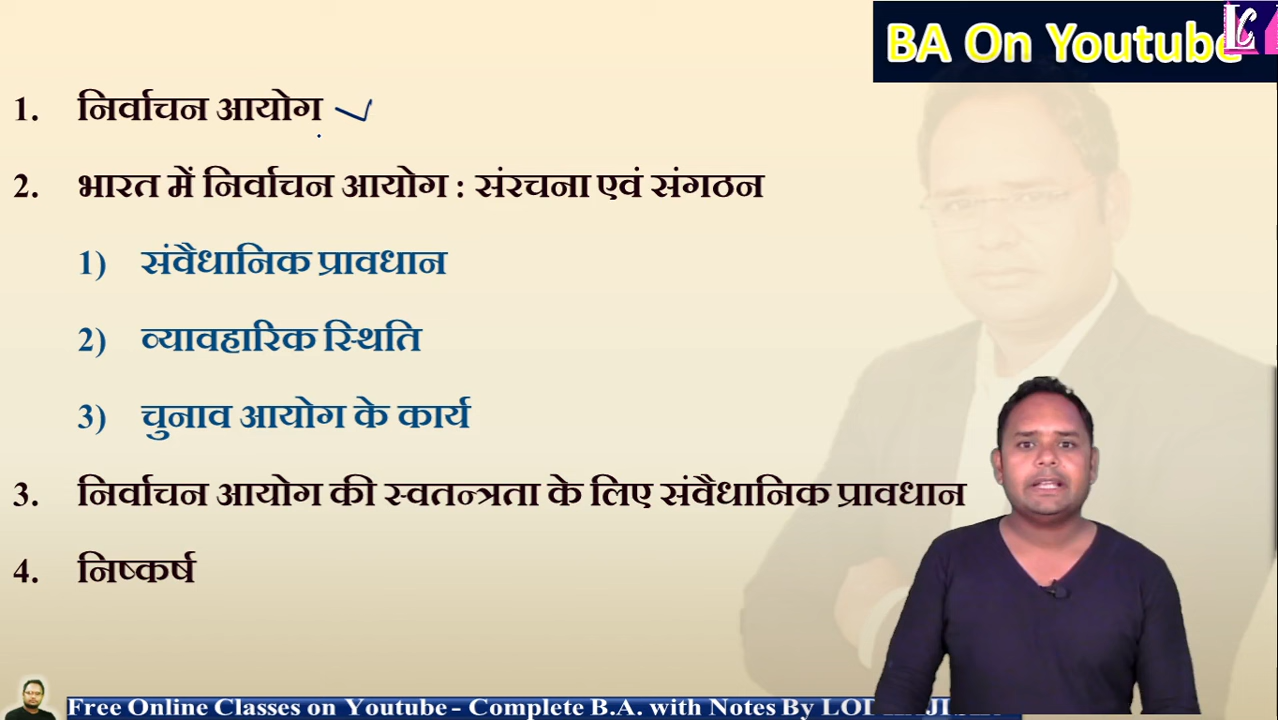 BA On Youtube
LC
1. निर्वाचन आयोग
2. भारत में निर्वाचन आयोग : संरचना एवं संगठन
1) संवैधानिक प्रावधान
2) व्यावहारिक स्थिति
3) चुनाव आयोग के कार्य
3. निर्वाचन आयोग की स्वतन्त्रता के लिए संवैधानिक प्रावधान
4. निष्कर्ष
Free Online Classes on Youtube - Complete B.A. with Notes By